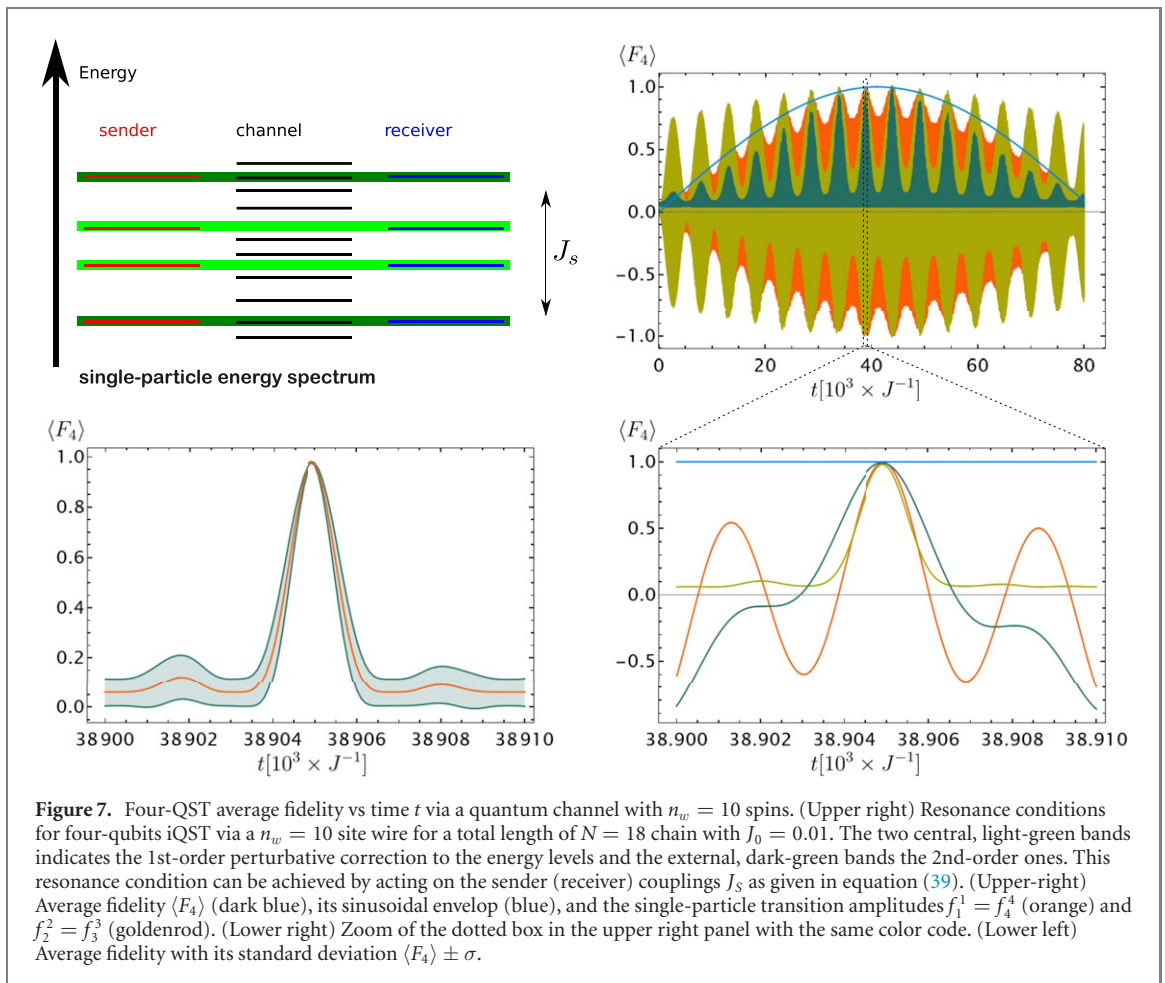 Energy
sender channel receiver
J_s
single-particle energy spectrum
⟨F_4⟩
1.0
0.5
0.0
−0.5
−1.0
0 20 40 60 80
t[10^3 × J^{−1}]
⟨F_4⟩
1.0
0.8
0.6
0.4
0.2
0.0
38 900 38 902 38 904 38 906 38 908 38 910
t[10^3 × J^{−1}]
⟨F_4⟩
1.0
0.5
0.0
−0.5
38.900 38.902 38.904 38.906 38.908 38.910
t[10^3 × J^{−1}]
Figure 7. Four-QST average fidelity vs time t via a quantum channel with n_w = 10 spins. (Upper right) Resonance conditions
for four-qubits iQST via a n_w = 10 site wire for a total length of N = 18 chain with J_0 = 0.01. The two central, light-green bands
indicates the 1st-order perturbative correction to the energy levels and the external, dark-green bands the 2nd-order ones. This
resonance condition can be achieved by acting on the sender (receiver) couplings J_S as given in equation (39). (Upper-right)
Average fidelity ⟨F_4⟩ (dark blue), its sinusoidal envelop (blue), and the single-particle transition amplitudes f_1^1 = f_4^4 (orange) and
f_2^2 = f_3^3 (goldenrod). (Lower right) Zoom of the dotted box in the upper right panel with the same color code. (Lower left)
Average fidelity with its standard deviation ⟨F_4⟩ ± σ.